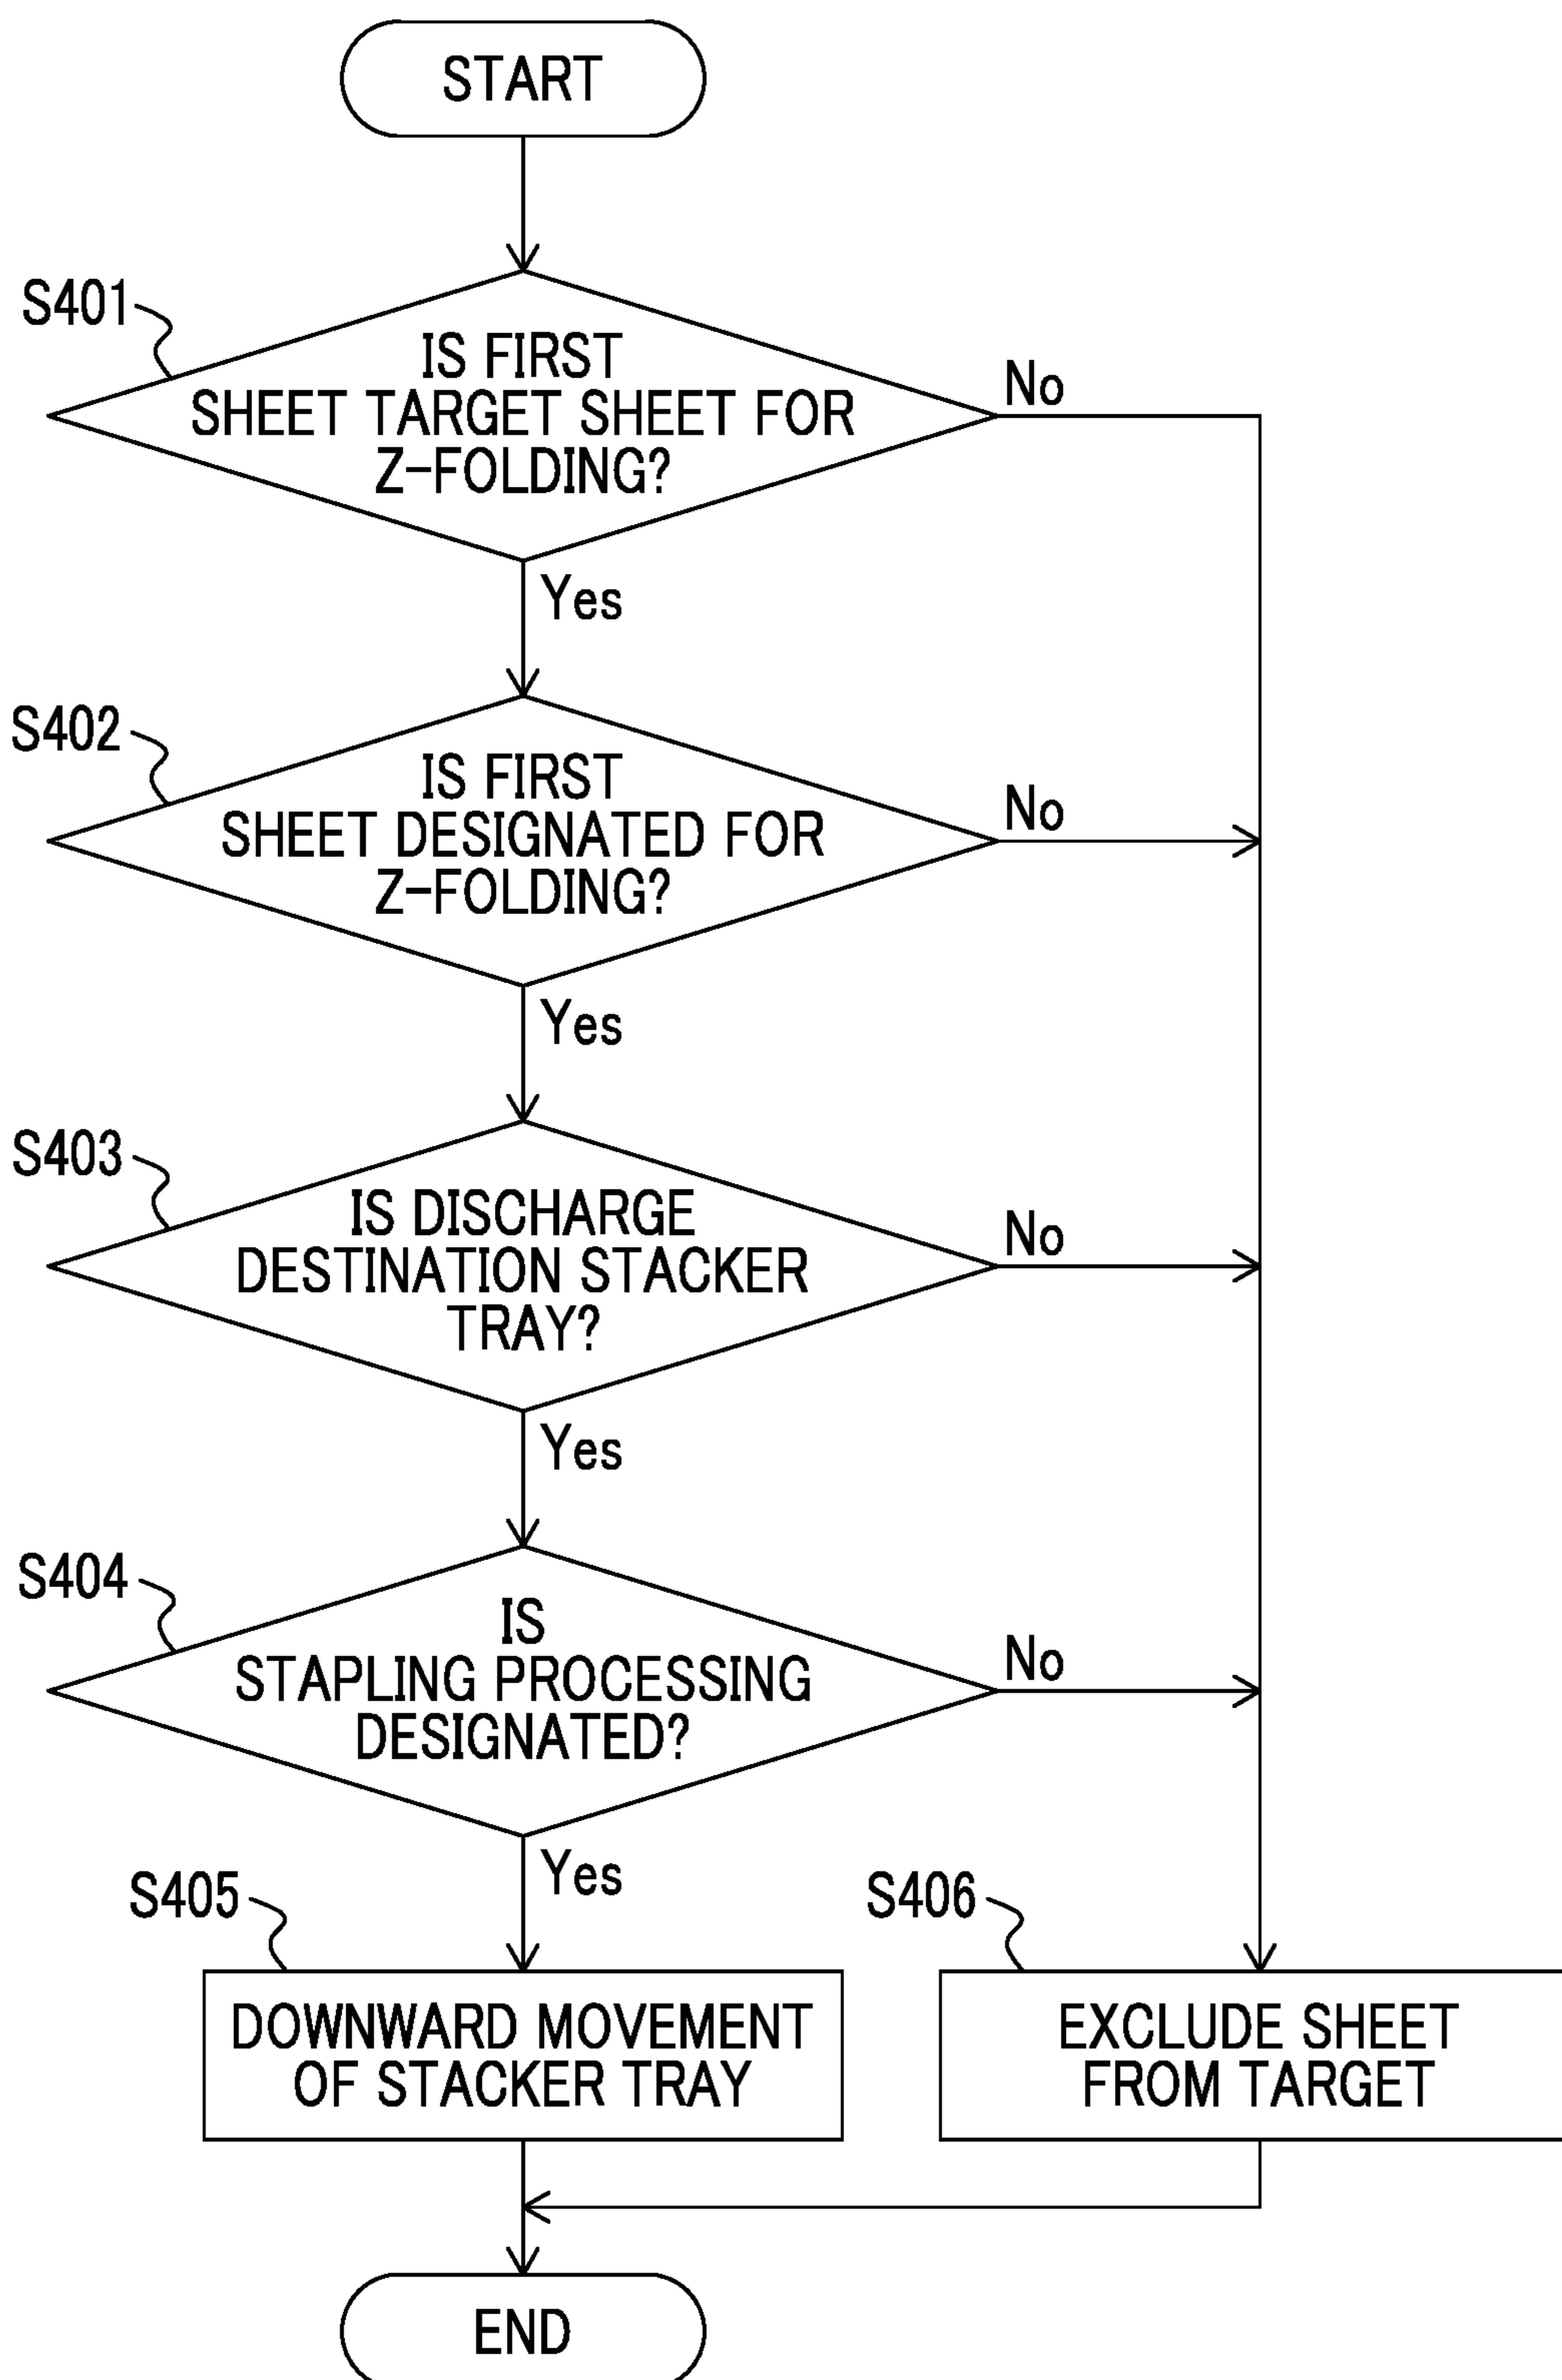 START
S401
IS FIRST
SHEET TARGET SHEET FOR
Z-FOLDING?
No
Yes
S402
IS FIRST
SHEET DESIGNATED FOR
Z-FOLDING?
No
Yes
S403
IS DISCHARGE
DESTINATION STACKER
TRAY?
No
Yes
S404
IS
STAPLING PROCESSING
DESIGNATED?
No
Yes
S405
DOWNWARD MOVEMENT
OF STACKER TRAY
S406
EXCLUDE SHEET
FROM TARGET
END